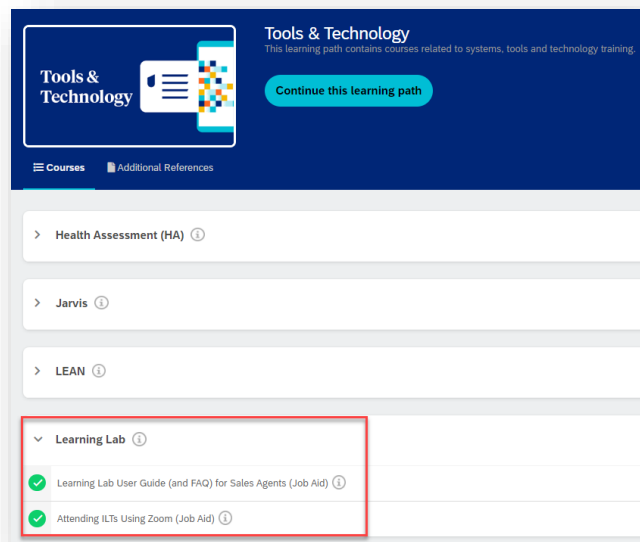 Tools & Technology
This learning path contains courses related to systems, tools and technology training.
Tools &
Technology
Continue this learning path
Courses
Additional References
Health Assessment (HA)
Jarvis
LEAN
Learning Lab
Learning Lab User Guide (and FAQ) for Sales Agents (Job Aid)
Attending ILTs Using Zoom (Job Aid)